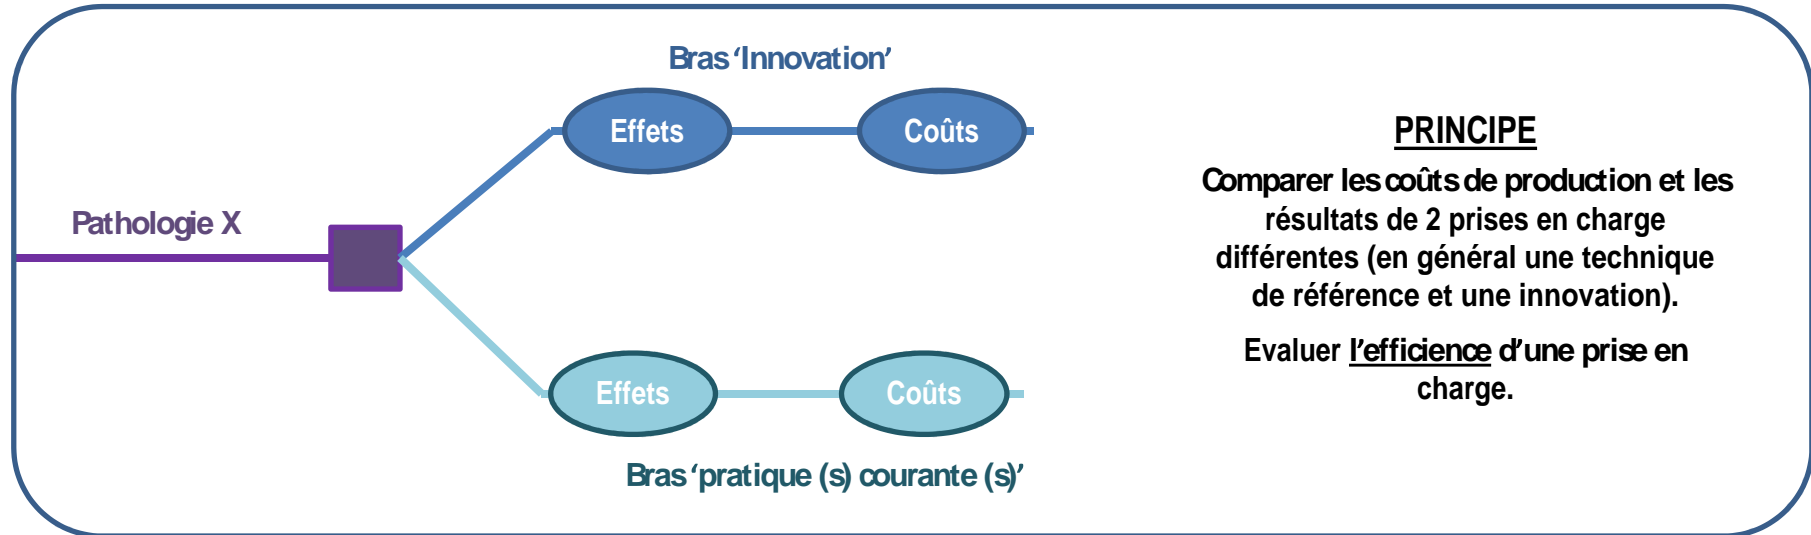 Bras ‘Innovation’
Effets
Coûts
Pathologie X
Effets
Coûts
Bras ‘pratique (s) courante (s)’
PRINCIPE
Comparer les coûts de production et les
résultats de 2 prises en charge
différentes (en général une technique
de référence et une innovation).
Evaluer l’efficience d’une prise en
charge.